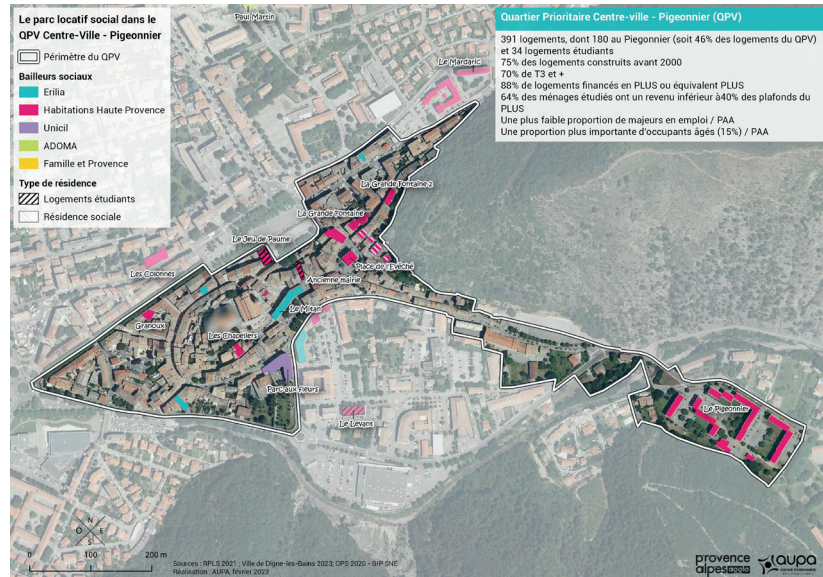 Le parc locatif social dans le
QPV Centre-Ville - Pigeonnier
Périmètre du QPV
Bailleurs sociaux
Erilia
Habitations Haute Provence
Unicil
ADOMA
Famille et Provence
Type de résidence
Logements étudiants
Résidence sociale
Quartier Prioritaire Centre-ville - Pigeonnier (QPV)
391 logements, dont 180 au Piegonnier (soit 46% des logements du QPV)
et 34 logements étudiants
75% des logements construits avant 2000
70% de T3 et +
88% de logements financés en PLUS ou équivalent PLUS
64% des ménages étudiés ont un revenu inférieur à40% des plafonds du
PLUS
Une plus faible proportion de majeurs en emploi / PAA
Une proportion plus importante d'occupants âgés (15%) / PAA
Paul Martin
Le Mardaric
La Grande Fontaine 2
La Grande Fontaine
Le Jeu de Paume
Place de l'Evêché
Les Colonnes
Ancienne mairie
Le Mitan
Granoux
Les Chapeliers
Parc aux fleurs
Le Levant
Le Pigeonnier
N
O
E
S
0
100
200 m
Sources : RPLS 2021 ; Ville de Digne-les-Bains 2023; OPS 2020 - GIP SNE
Réalisation : AUPA, février 2023
provence
alpesagglo
aupa